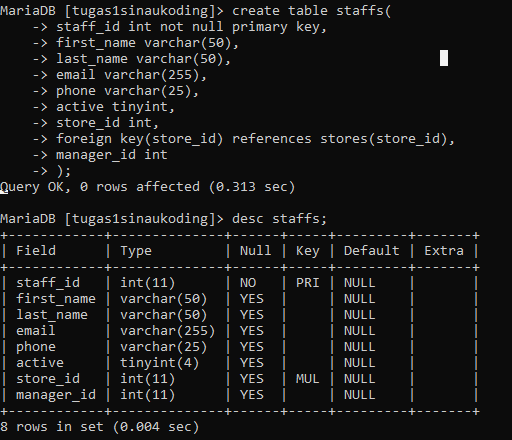 MariaDB [tugas1sinaukoding]> create table staffs(
    -> staff_id int not null primary key,
    -> first_name varchar(50),
    -> last_name varchar(50),
    -> email varchar(255),
    -> phone varchar(25),
    -> active tinyint,
    -> store_id int,
    -> foreign key(store_id) references stores(store_id),
    -> manager_id int
    -> );
Query OK, 0 rows affected (0.313 sec)

MariaDB [tugas1sinaukoding]> desc staffs;
+------------+--------------+------+-----+---------+-------+
| Field      | Type         | Null | Key | Default | Extra |
+------------+--------------+------+-----+---------+-------+
| staff_id   | int(11)      | NO   | PRI | NULL    |       |
| first_name | varchar(50)  | YES  |     | NULL    |       |
| last_name  | varchar(50)  | YES  |     | NULL    |       |
| email      | varchar(255) | YES  |     | NULL    |       |
| phone      | varchar(25)  | YES  |     | NULL    |       |
| active     | tinyint(4)   | YES  |     | NULL    |       |
| store_id   | int(11)      | YES  | MUL | NULL    |       |
| manager_id | int(11)      | YES  |     | NULL    |       |
+------------+--------------+------+-----+---------+-------+
8 rows in set (0.004 sec)